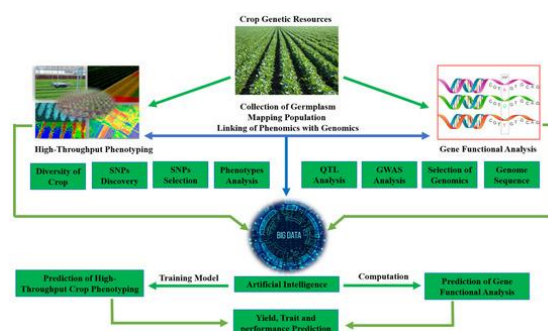 Crop Genetic Resources
Collection of Germplasm
Mapping Population
Linking of Phenomics with Genomics
High-Throughput Phenotyping
Gene Functional Analysis
Diversity of
Crop
SNPs
Discovery
SNPs
Selection
Phenotypes
Analysis
QTL
Analysis
GWAS
Analysis
Selection of
Genomics
Genome
Sequence
BIG DATA
Prediction of High-
Throughput Crop Phenotyping
Training Model
Artificial Intelligence
Computation
Prediction of Gene
Functional Analysis
Yield, Trait and
performance Prediction